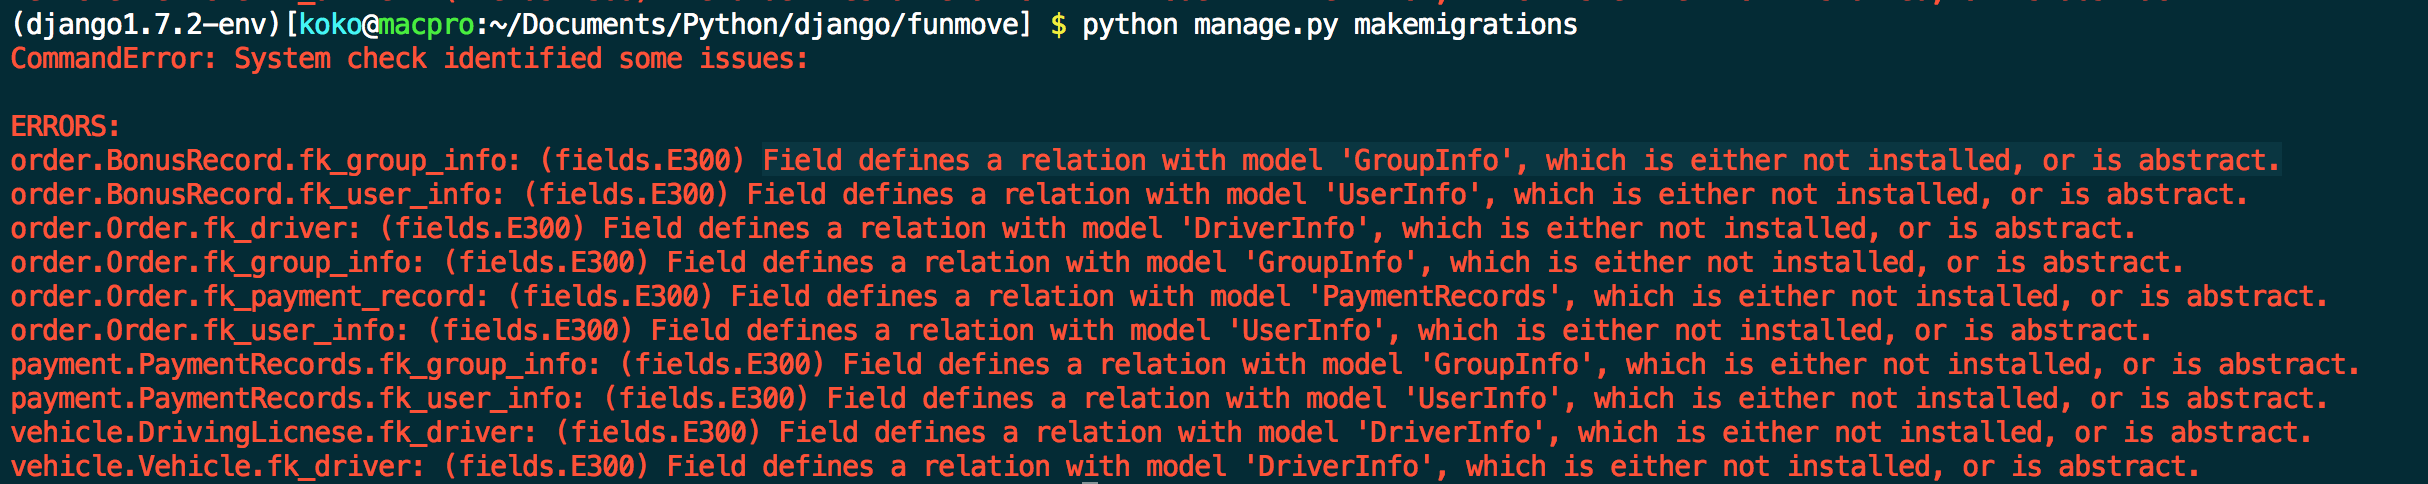 (django1.7.2-env)[koko@macpro:~/Documents/Python/django/funmove] $ python manage.py makemigrations
CommandError: System check identified some issues:
ERRORS:
order.BonusRecord.fk_group_info: (fields.E300) Field defines a relation with model 'GroupInfo', which is either not installed, or is abstract.
order.BonusRecord.fk_user_info: (fields.E300) Field defines a relation with model 'UserInfo', which is either not installed, or is abstract.
order.Order.fk_driver: (fields.E300) Field defines a relation with model 'DriverInfo', which is either not installed, or is abstract.
order.Order.fk_group_info: (fields.E300) Field defines a relation with model 'GroupInfo', which is either not installed, or is abstract.
order.Order.fk_payment_record: (fields.E300) Field defines a relation with model 'PaymentRecords', which is either not installed, or is abstract.
order.Order.fk_user_info: (fields.E300) Field defines a relation with model 'UserInfo', which is either not installed, or is abstract.
payment.PaymentRecords.fk_group_info: (fields.E300) Field defines a relation with model 'GroupInfo', which is either not installed, or is abstract.
payment.PaymentRecords.fk_user_info: (fields.E300) Field defines a relation with model 'UserInfo', which is either not installed, or is abstract.
vehicle.DrivingLicnese.fk_driver: (fields.E300) Field defines a relation with model 'DriverInfo', which is either not installed, or is abstract.
vehicle.Vehicle.fk_driver: (fields.E300) Field defines a relation with model 'DriverInfo', which is either not installed, or is abstract.